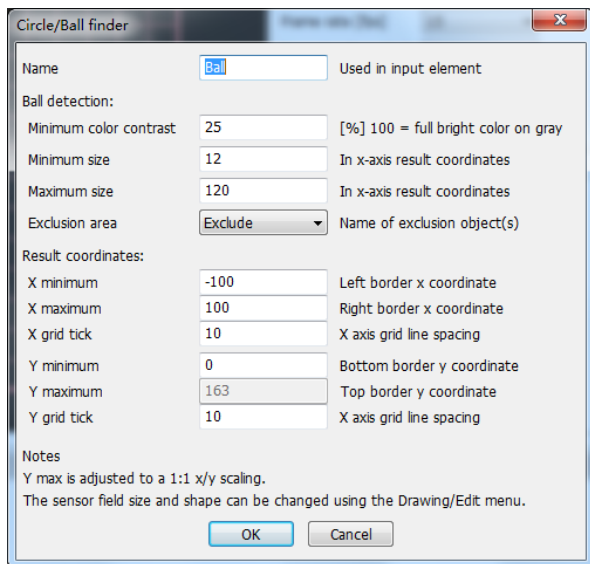 Circle/Ball finder
Name Ball Used in input element
Ball detection:
Minimum color contrast 25 [%] 100 = full bright color on gray
Minimum size 12 In x-axis result coordinates
Maximum size 120 In x-axis result coordinates
Exclusion area Exclude Name of exclusion object(s)
Result coordinates:
X minimum -100 Left border x coordinate
X maximum 100 Right border x coordinate
X grid tick 10 X axis grid line spacing
Y minimum 0 Bottom border y coordinate
Y maximum 163 Top border y coordinate
Y grid tick 10 X axis grid line spacing
Notes
Y max is adjusted to a 1:1 x/y scaling.
The sensor field size and shape can be changed using the Drawing/Edit menu.
OK Cancel